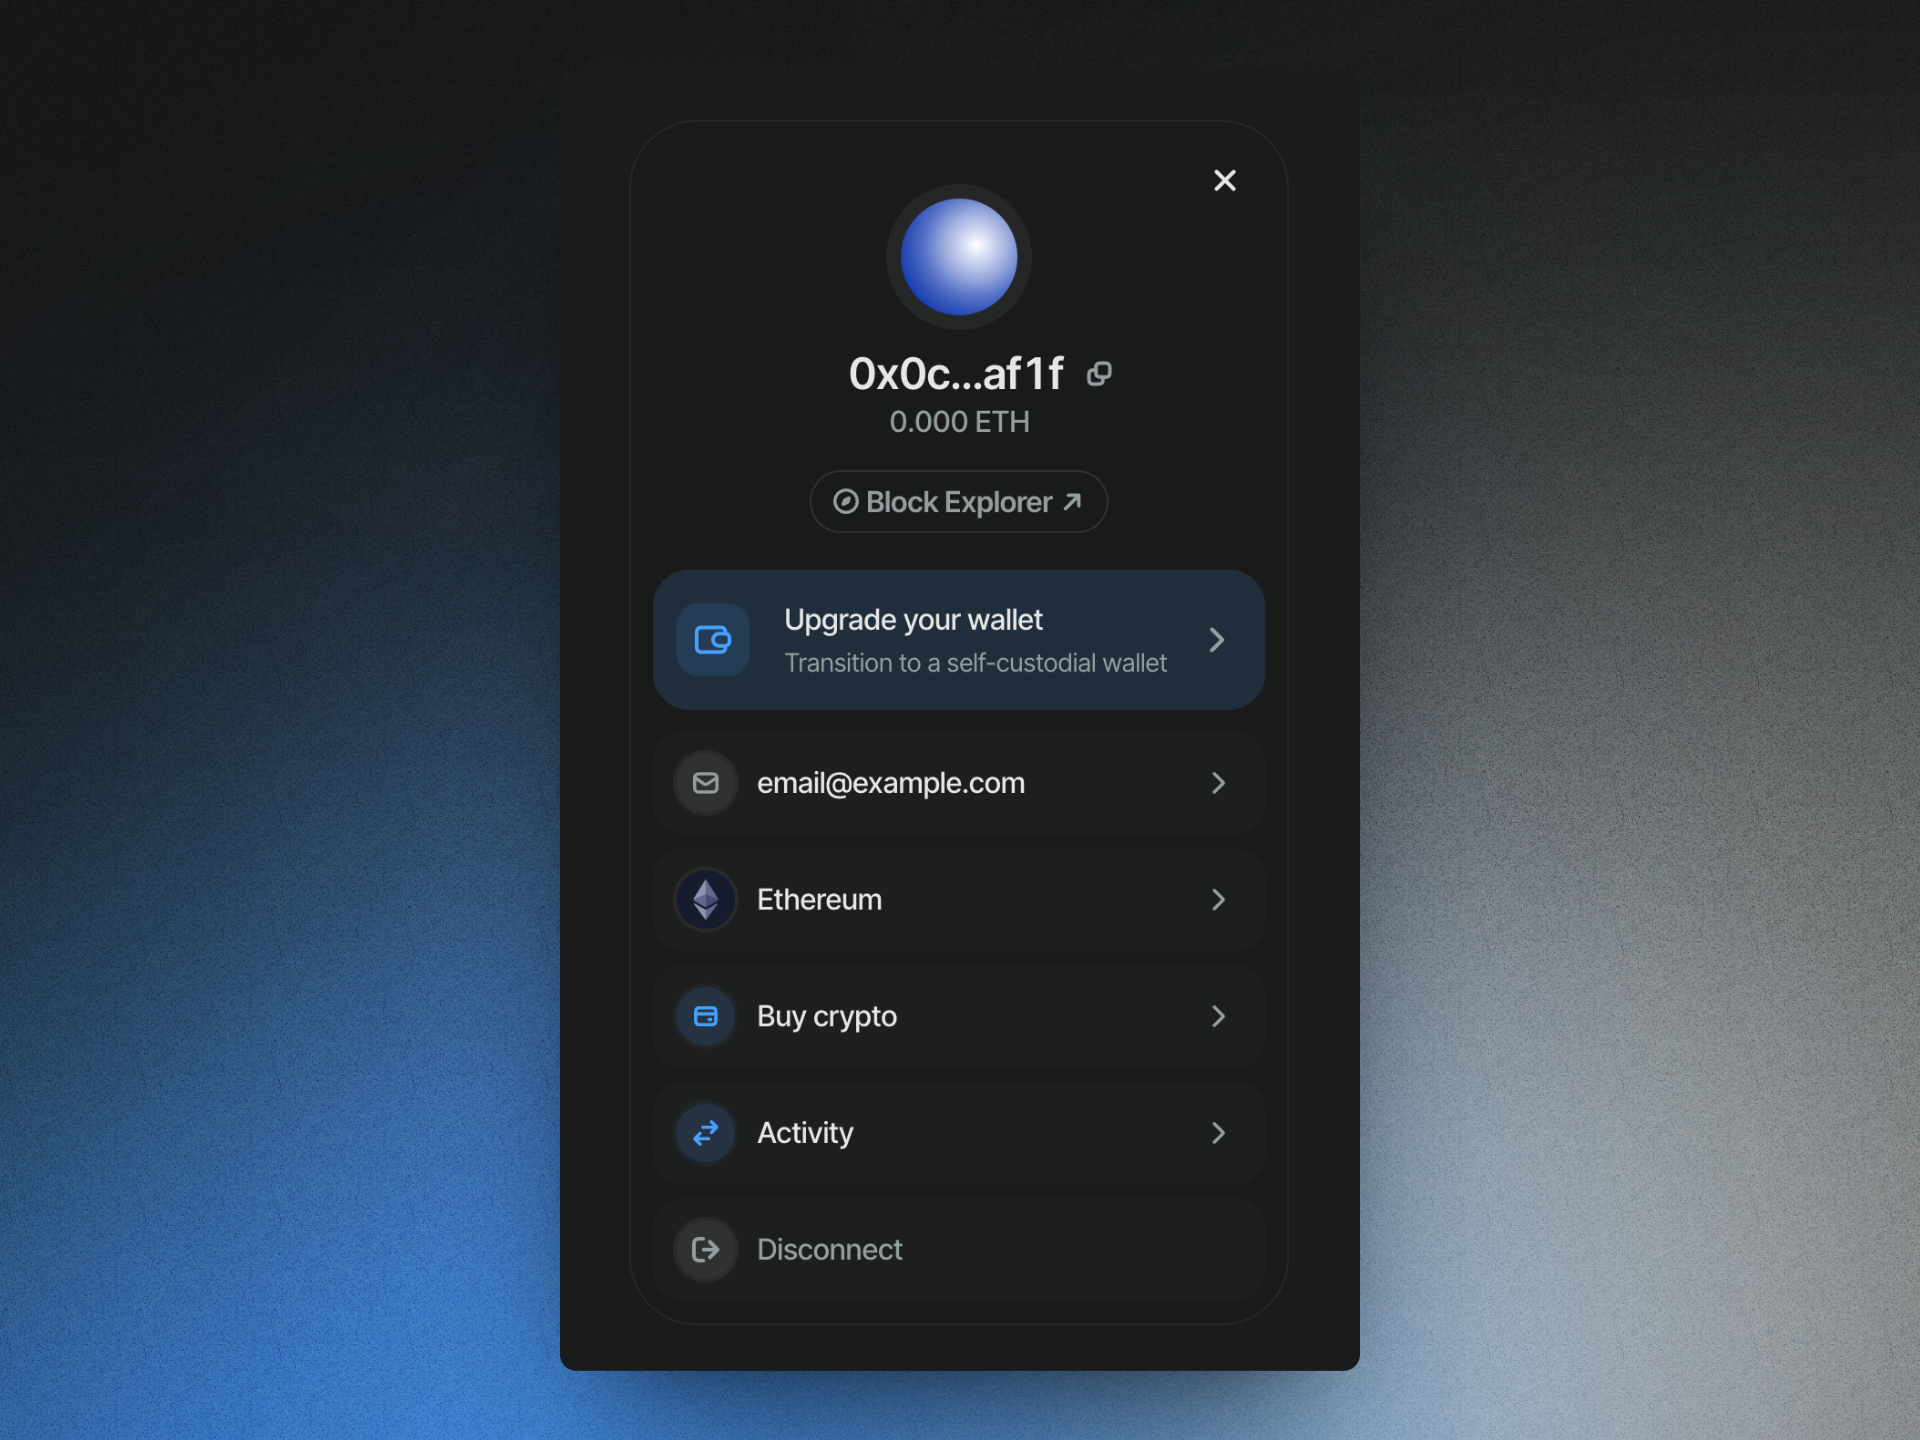 0x0c...af1f
0.000 ETH
Block Explorer
Upgrade your wallet
Transition to a self-custodial wallet
email@example.com
Ethereum
Buy crypto
Activity
Disconnect